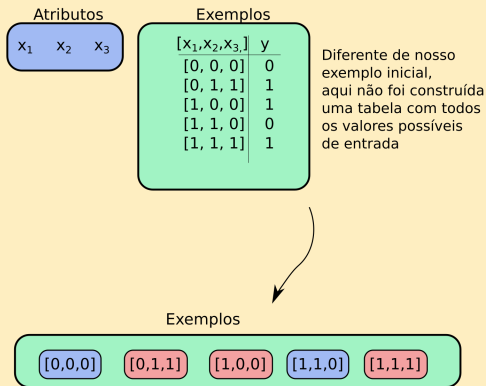 Atributos
x₁ x₂ x₃
Exemplos
[x₁,x₂,x₃,] y
[0, 0, 0] 0
[0, 1, 1] 1
[1, 0, 0] 1
[1, 1, 0] 0
[1, 1, 1] 1
Diferente de nosso
exemplo inicial,
aqui não foi construída
uma tabela com todos
os valores possíveis
de entrada
Exemplos
[0,0,0] [0,1,1] [1,0,0] [1,1,0] [1,1,1]